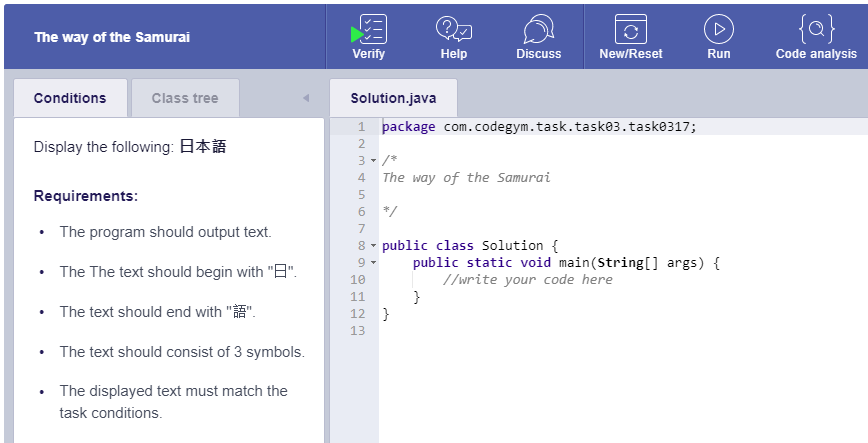 The way of the Samurai
Verify
Help
Discuss
New/Reset
Run
Code analysis
Conditions
Class tree
Display the following: 日本語
Requirements:
• The program should output text.
• The The text should begin with "日".
• The text should end with "語".
• The text should consist of 3 symbols.
• The displayed text must match the
task conditions.
Solution.java
1 package com.codegym.task.task03.task0317;
2
3 /*
4 The way of the Samurai
5
6 */
7
8 public class Solution {
9     public static void main(String[] args) {
10         //write your code here
11     }
12 }
13